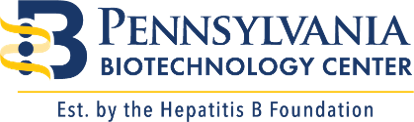 B PENNSYLVANIA
BIOTECHNOLOGY CENTER
Est. by the Hepatitis B Foundation